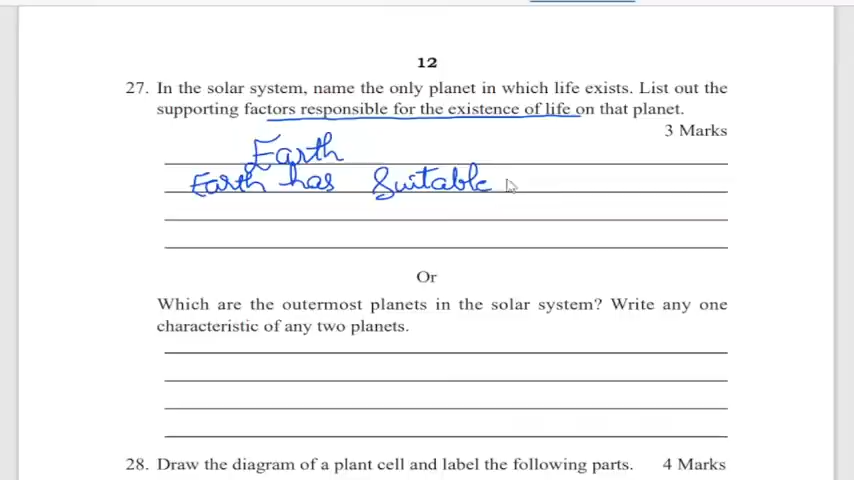 12
27. In the solar system, name the only planet in which life exists. List out the
supporting factors responsible for the existence of life on that planet.
3 Marks
Earth
Earth has Suitable
Or
Which are the outermost planets in the solar system? Write any one
characteristic of any two planets.
28. Draw the diagram of a plant cell and label the following parts. 4 Marks